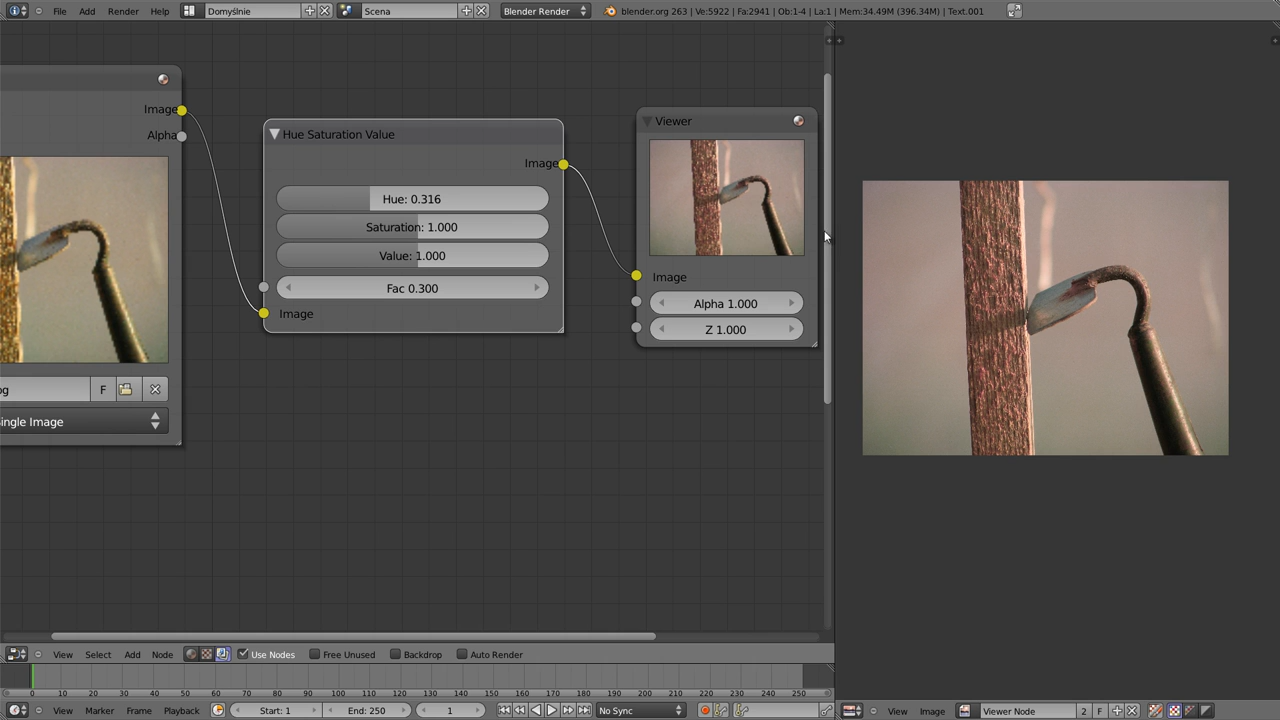 File Add Render Help Domyślnie Scena Blender Render blender.org 263 | Ve:5922 | Fa:2941 | Ob:1-4 | La:1 | Mem:34.49M (396.34M) | Text.001
Image
Alpha
F
ingle Image
Hue Saturation Value
Image
Hue: 0.316
Saturation: 1.000
Value: 1.000
Fac 0.300
Image
Viewer
Image
Alpha 1.000
Z 1.000
View Select Add Node Use Nodes Free Unused Backdrop Auto Render
0 10 20 30 40 50 60 70 80 90 100 110 120 130 140 150 160 170 180 190 200 210 220 230 240 250
View Marker Frame Playback Start: 1 End: 250 1 No Sync
View Image Viewer Node 2 F